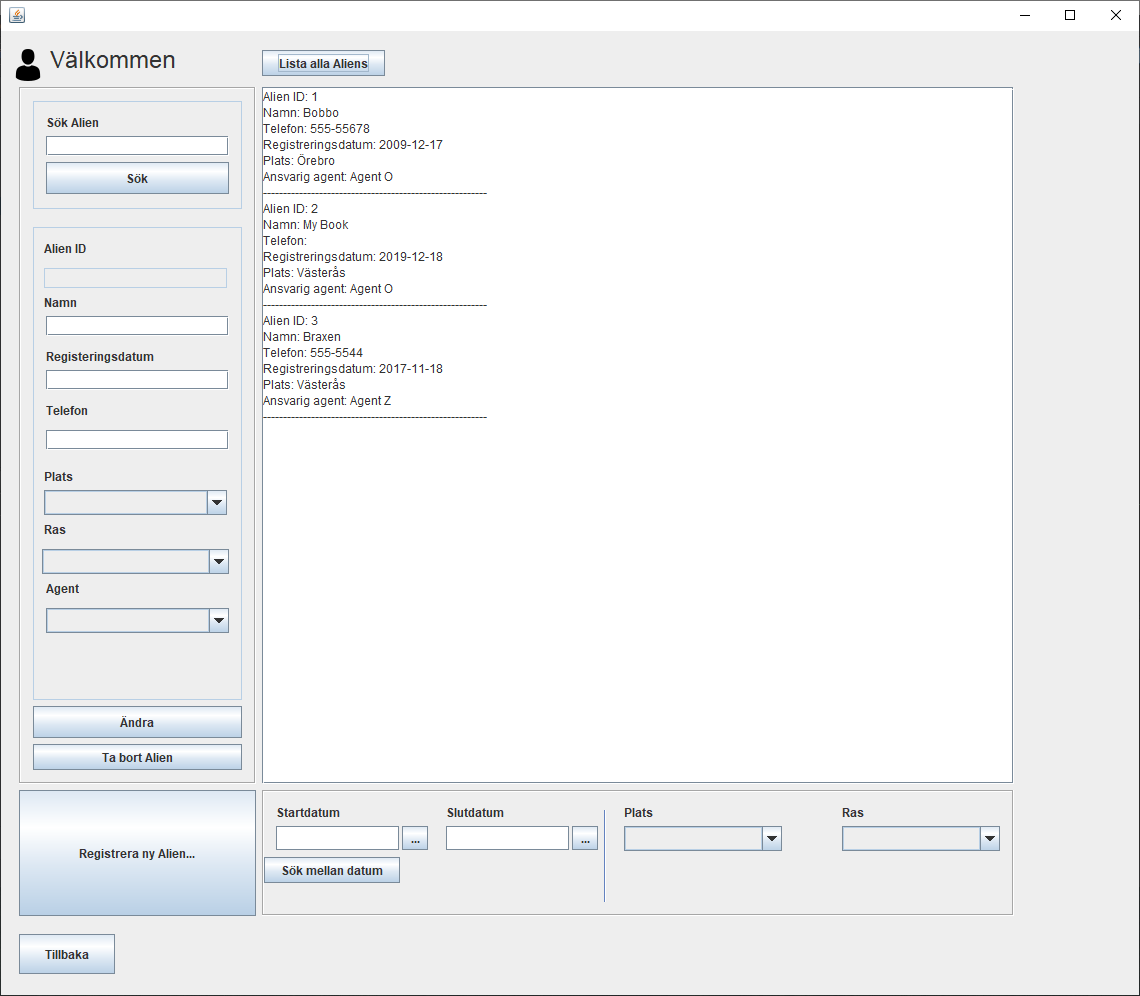 Välkommen
Lista alla Aliens
Sök Alien
Sök
Alien ID
Namn
Registeringsdatum
Telefon
Plats
Ras
Agent
Ändra
Ta bort Alien
Registrera ny Alien...
Tillbaka
Alien ID: 1
Namn: Bobbo
Telefon: 555-55678
Registreringsdatum: 2009-12-17
Plats: Örebro
Ansvarig agent: Agent O
--------------------------------------------------------
Alien ID: 2
Namn: My Book
Telefon:
Registreringsdatum: 2019-12-18
Plats: Västerås
Ansvarig agent: Agent O
--------------------------------------------------------
Alien ID: 3
Namn: Braxen
Telefon: 555-5544
Registreringsdatum: 2017-11-18
Plats: Västerås
Ansvarig agent: Agent Z
--------------------------------------------------------
Startdatum
...
Slutdatum
...
Sök mellan datum
Plats
Ras